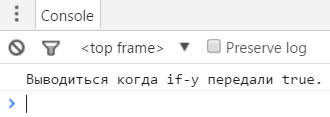 Console
<top frame> Preserve log
Выводиться когда if-у передали true.